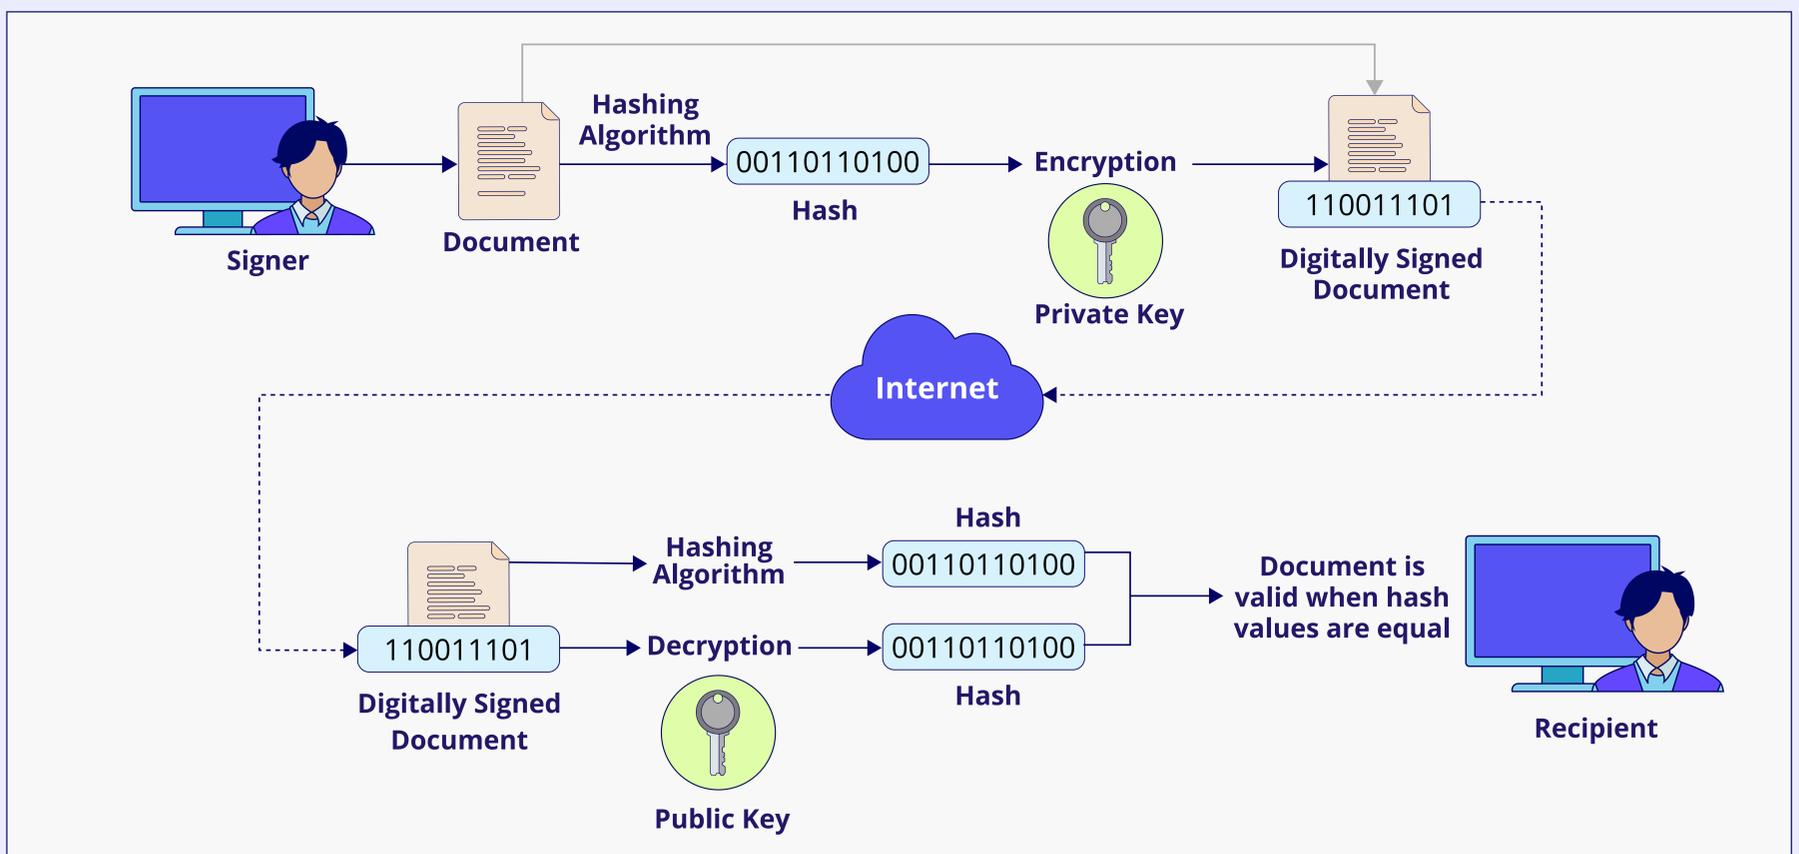 Hashing
Algorithm
00110110100
Hash
Encryption
Private Key
110011101
Digitally Signed
Document
Document
Signer
Internet
Hash
Hashing
Algorithm
00110110100
Document is
valid when hash
values are equal
110011101
Decryption
00110110100
Hash
Digitally Signed
Document
Public Key
Recipient